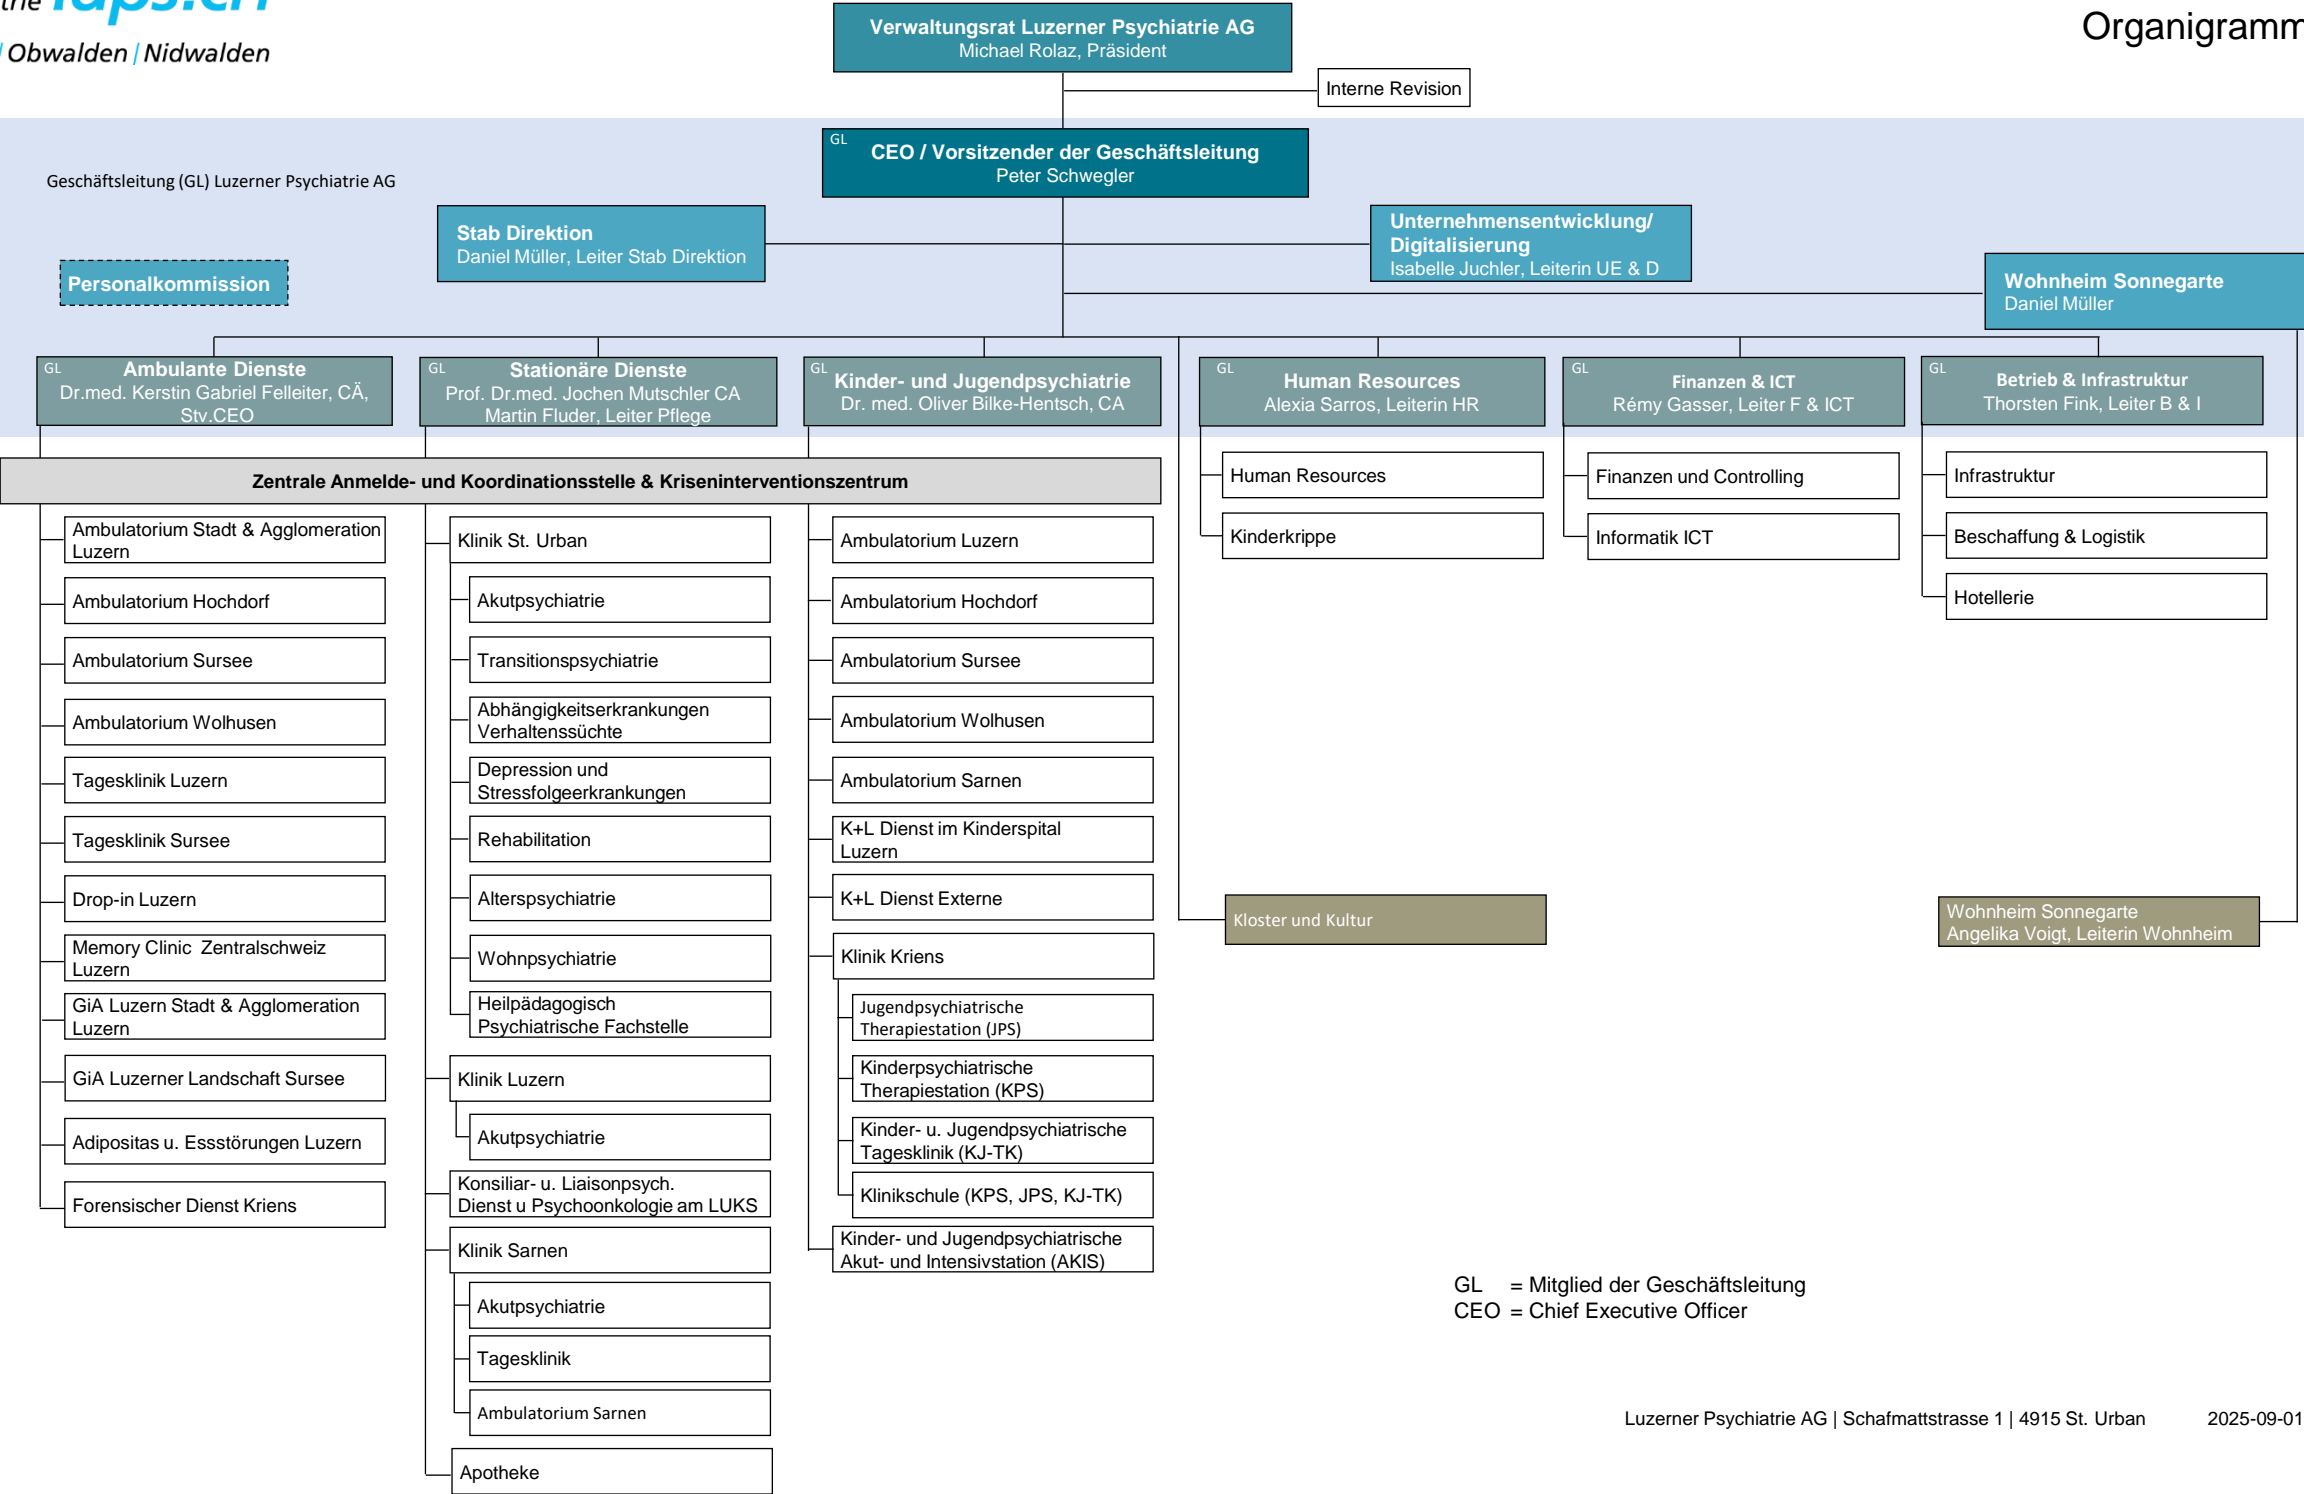 the lups.ch
| Obwalden | Nidwalden
Organigramm
Verwaltungsrat Luzerner Psychiatrie AG
Michael Rolaz, Präsident
Interne Revision
GL
CEO / Vorsitzender der Geschäftsleitung
Peter Schwegler
Geschäftsleitung (GL) Luzerner Psychiatrie AG
Stab Direktion
Daniel Müller, Leiter Stab Direktion
Unternehmensentwicklung/
Digitalisierung
Isabelle Juchler, Leiterin UE & D
Personalkommission
Wohnheim Sonnegarte
Daniel Müller
GL
Ambulante Dienste
Dr.med. Kerstin Gabriel Felleiter, CÄ,
Stv.CEO
GL
Stationäre Dienste
Prof. Dr.med. Jochen Mutschler CA
Martin Fluder, Leiter Pflege
GL
Kinder- und Jugendpsychiatrie
Dr. med. Oliver Bilke-Hentsch, CA
GL
Human Resources
Alexia Sarros, Leiterin HR
GL
Finanzen & ICT
Rémy Gasser, Leiter F & ICT
GL
Betrieb & Infrastruktur
Thorsten Fink, Leiter B & I
Zentrale Anmelde- und Koordinationsstelle & Kriseninterventionszentrum
Ambulatorium Stadt & Agglomeration
Luzern
Ambulatorium Hochdorf
Ambulatorium Sursee
Ambulatorium Wolhusen
Tagesklinik Luzern
Tagesklinik Sursee
Drop-in Luzern
Memory Clinic Zentralschweiz
Luzern
GiA Luzern Stadt & Agglomeration
Luzern
GiA Luzerner Landschaft Sursee
Adipositas u. Essstörungen Luzern
Forensischer Dienst Kriens
Klinik St. Urban
Akutpsychiatrie
Transitionspsychiatrie
Abhängigkeitserkrankungen
Verhaltenssüchte
Depression und
Stressfolgeerkrankungen
Rehabilitation
Alterspsychiatrie
Wohnpsychiatrie
Heilpädagogisch
Psychiatrische Fachstelle
Klinik Luzern
Akutpsychiatrie
Konsiliar- u. Liaisonpsych.
Dienst u Psychoonkologie am LUKS
Klinik Sarnen
Akutpsychiatrie
Tagesklinik
Ambulatorium Sarnen
Apotheke
Ambulatorium Luzern
Ambulatorium Hochdorf
Ambulatorium Sursee
Ambulatorium Wolhusen
Ambulatorium Sarnen
K+L Dienst im Kinderspital
Luzern
K+L Dienst Externe
Klinik Kriens
Jugendpsychiatrische
Therapiestation (JPS)
Kinderpsychiatrische
Therapiestation (KPS)
Kinder- u. Jugendpsychiatrische
Tagesklinik (KJ-TK)
Klinikschule (KPS, JPS, KJ-TK)
Kinder- und Jugendpsychiatrische
Akut- und Intensivstation (AKIS)
Human Resources
Kinderkrippe
Finanzen und Controlling
Informatik ICT
Infrastruktur
Beschaffung & Logistik
Hotellerie
Kloster und Kultur
Wohnheim Sonnegarte
Angelika Voigt, Leiterin Wohnheim
GL = Mitglied der Geschäftsleitung
CEO = Chief Executive Officer
Luzerner Psychiatrie AG | Schafmattstrasse 1 | 4915 St. Urban 2025-09-01